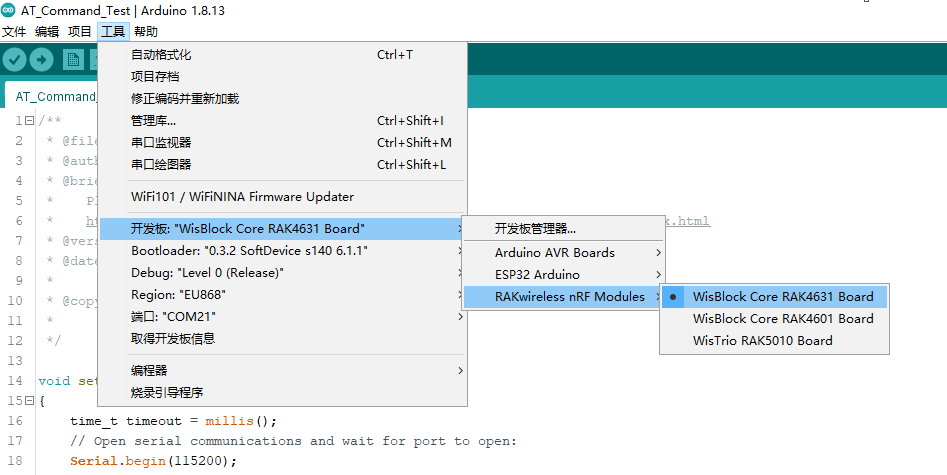 AT_Command_Test | Arduino 1.8.13
文件 编辑 项目 工具 帮助
自动格式化 Ctrl+T
项目存档
修正编码并重新加载
管理库... Ctrl+Shift+I
串口监视器 Ctrl+Shift+M
串口绘图器 Ctrl+Shift+L
WiFi101 / WiFiNINA Firmware Updater
开发板: "WisBlock Core RAK4631 Board"
Bootloader: "0.3.2 SoftDevice s140 6.1.1"
Debug: "Level 0 (Release)"
Region: "EU868"
端口: "COM21"
取得开发板信息
编程器
烧录引导程序
开发板管理器...
Arduino AVR Boards
ESP32 Arduino
RAKwireless nRF Modules
WisBlock Core RAK4631 Board
WisBlock Core RAK4601 Board
WisTrio RAK5010 Board
AT_Command_
1 /**
2 * @file
3 * @auth
4 * @brie
5 * P
6 * ht x.html
7 * @vers
8 * @date
9 *
10 * @copy
11 *
12 */
13
14 void set
15 {
16 time_t timeout = millis();
17 // Open serial communications and wait for port to open:
18 Serial.begin(115200);